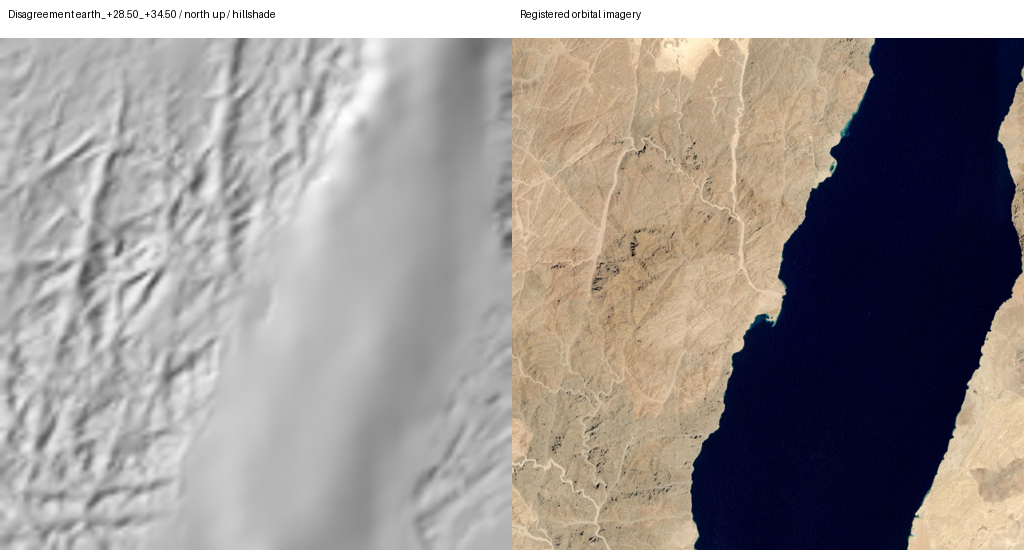 Disagreement earth_+28.50_+34.50 / north up / hillshade
Registered orbital imagery